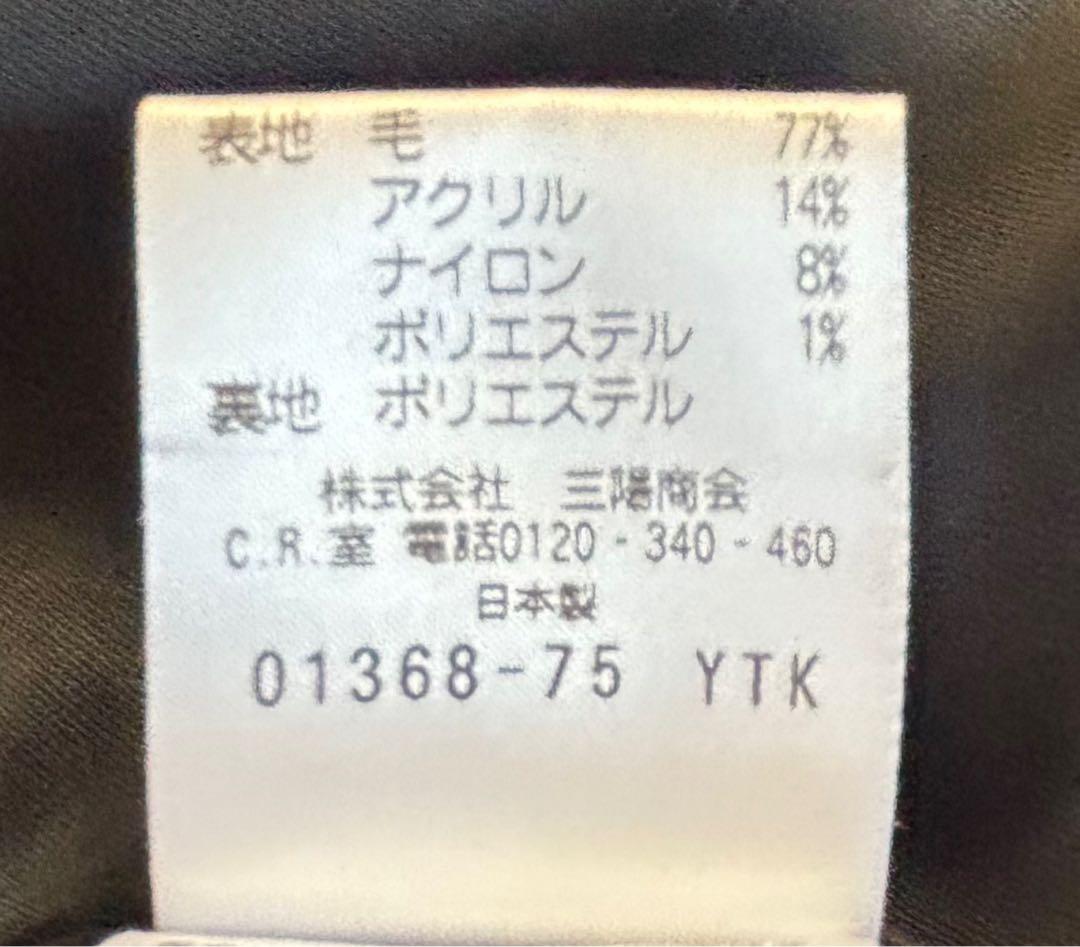 表地 毛 77%
アクリル 14%
ナイロン 8%
ポリエステル 1%
裏地 ポリエステル
株式会社 三陽商会
C.R.室 電話0120-340-460
日本製
01368-75 YTK